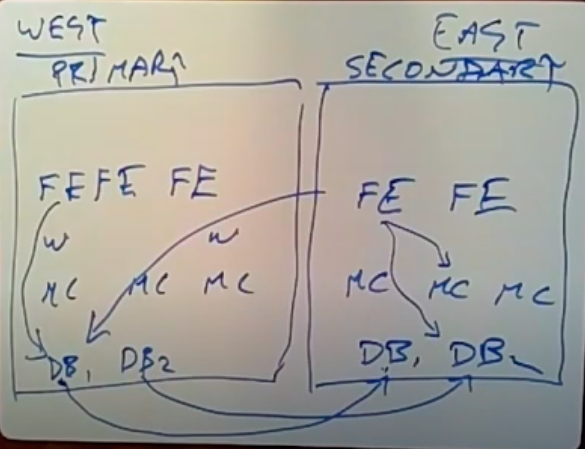 WEST
PRIMARY
FE FE FE
W W
MC MC MC
DB1 DB2
EAST
SECONDARY
FE FE
MC MC MC
DB1 DB2